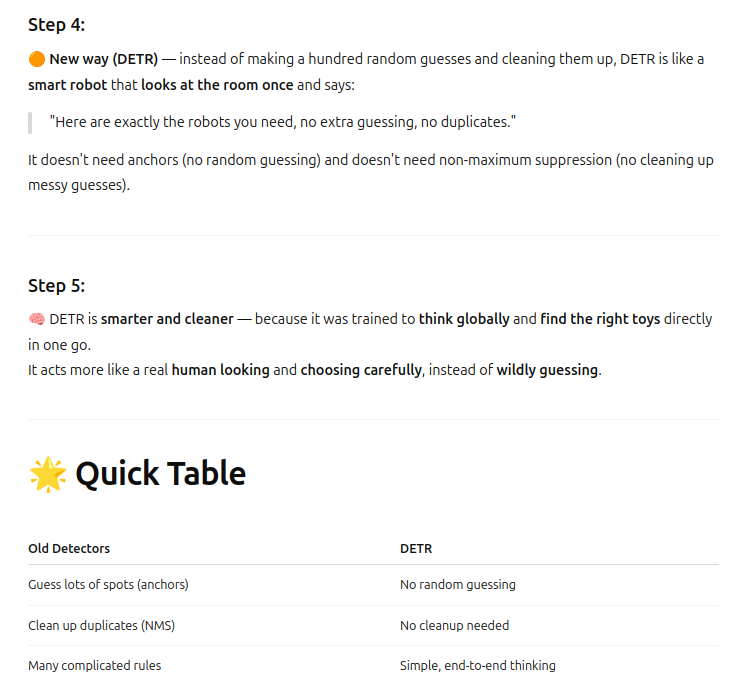 Step 4:
🟠 New way (DETR) — instead of making a hundred random guesses and cleaning them up, DETR is like a
smart robot that looks at the room once and says:
"Here are exactly the robots you need, no extra guessing, no duplicates."
It doesn't need anchors (no random guessing) and doesn't need non-maximum suppression (no cleaning up
messy guesses).
Step 5:
🧠 DETR is smarter and cleaner — because it was trained to think globally and find the right toys directly
in one go.
It acts more like a real human looking and choosing carefully, instead of wildly guessing.
🌟 Quick Table
Old Detectors DETR
Guess lots of spots (anchors) No random guessing
Clean up duplicates (NMS) No cleanup needed
Many complicated rules Simple, end-to-end thinking